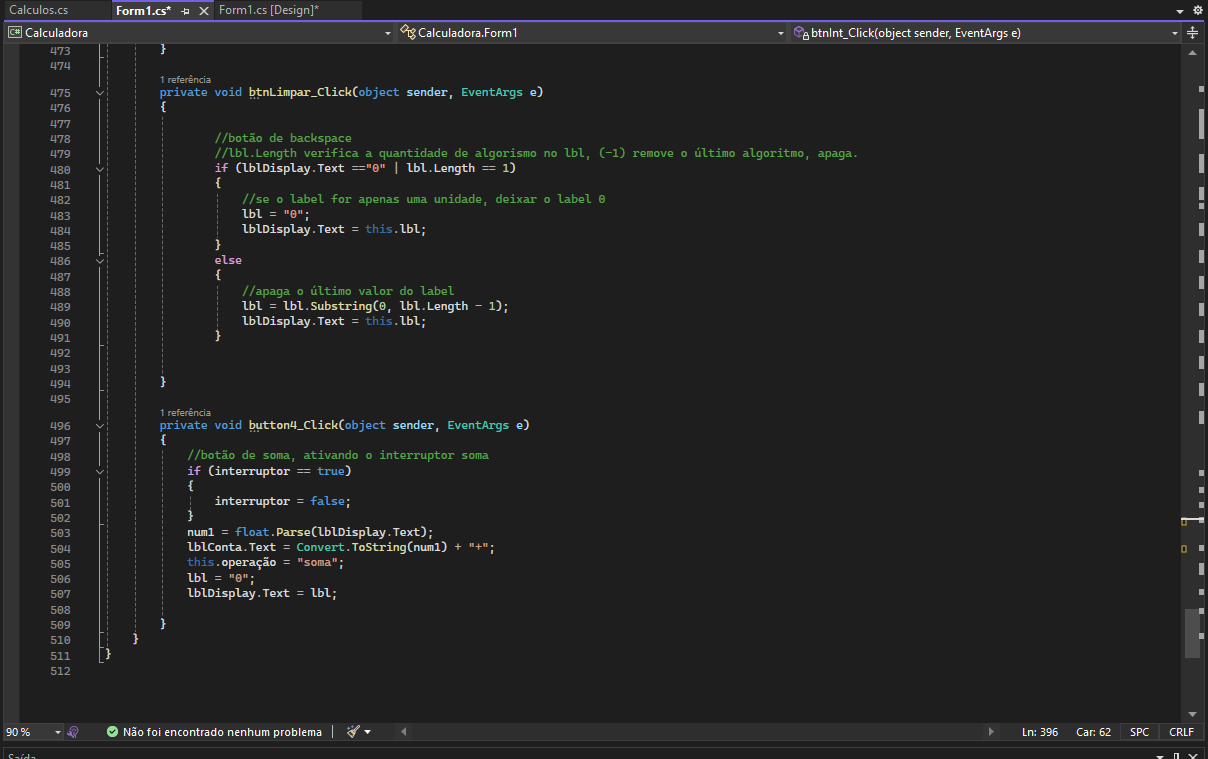 Calculos.cs Form1.cs* Form1.cs [Design]*
C# Calculadora Calculadora.Form1 btnInt_Click(object sender, EventArgs e)
473 }
474
1 referência
475 private void btnLimpar_Click(object sender, EventArgs e)
476 {
477
478 //botão de backspace
479 //lbl.Length verifica a quantidade de algorismo no lbl, (-1) remove o último algoritmo, apaga.
480 if (lblDisplay.Text =="0" | lbl.Length == 1)
481 {
482 //se o label for apenas uma unidade, deixar o label 0
483 lbl = "0";
484 lblDisplay.Text = this.lbl;
485 }
486 else
487 {
488 //apaga o último valor do label
489 lbl = lbl.Substring(0, lbl.Length - 1);
490 lblDisplay.Text = this.lbl;
491 }
492
493
494 }
495
1 referência
496 private void button4_Click(object sender, EventArgs e)
497 {
498 //botão de soma, ativando o interruptor soma
499 if (interruptor == true)
500 {
501 interruptor = false;
502 }
503 num1 = float.Parse(lblDisplay.Text);
504 lblConta.Text = Convert.ToString(num1) + "+";
505 this.operação = "soma";
506 lbl = "0";
507 lblDisplay.Text = lbl;
508
509 }
510 }
511 }
512
90 % Não foi encontrado nenhum problema Ln: 396 Car: 62 SPC CRLF
Saída